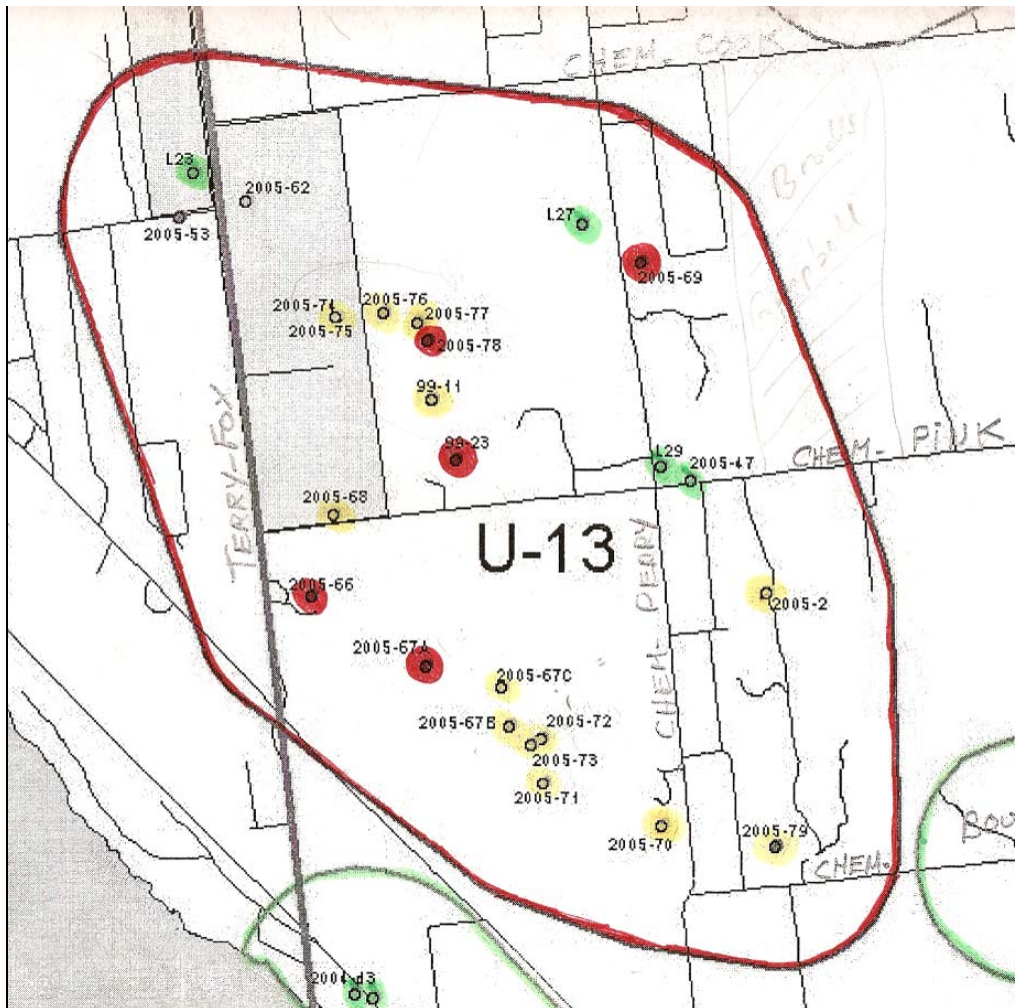 CHEM. COOK
L23
2005-62
2005-53
L27
2005-69
2005-76
2005-77
2005-75
2005-78
99-11
99-23
L29
2005-47
CHEM. PINK
2005-68
TERRY-FOX
U-13
CHEM. PERRY
2005-66
2005-2
2005-67A
2005-67C
2005-67B
2005-72
2005-73
2005-71
2005-70
2005-79
CHEM.
BOU